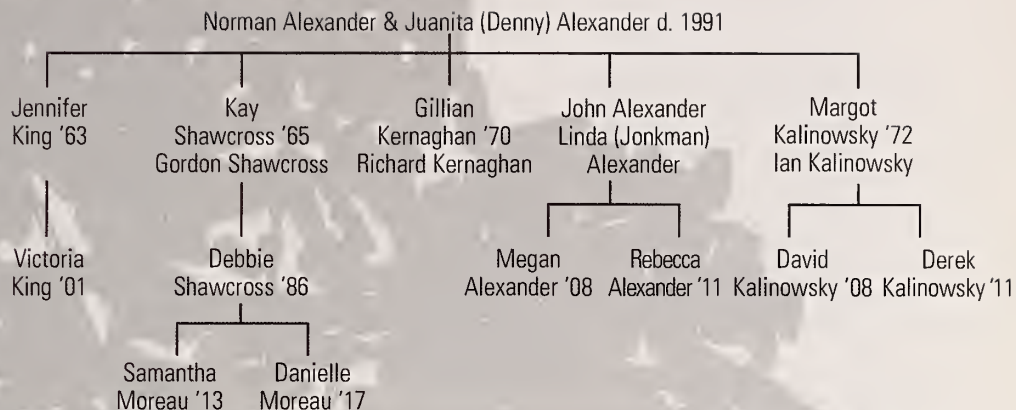 Norman Alexander & Juanita (Denny) Alexander d. 1991
Jennifer
King '63
Kay
Shawcross '65
Gordon Shawcross
Gillian
Kernaghan '70
Richard Kernaghan
John Alexander
Linda (Jonkman)
Alexander
Margot
Kalinowsky '72
Ian Kalinowsky
Victoria
King '01
Debbie
Shawcross '86
Megan
Alexander '08
Rebecca
Alexander '11
David
Kalinowsky '08
Derek
Kalinowsky '11
Samantha
Moreau '13
Danielle
Moreau '17